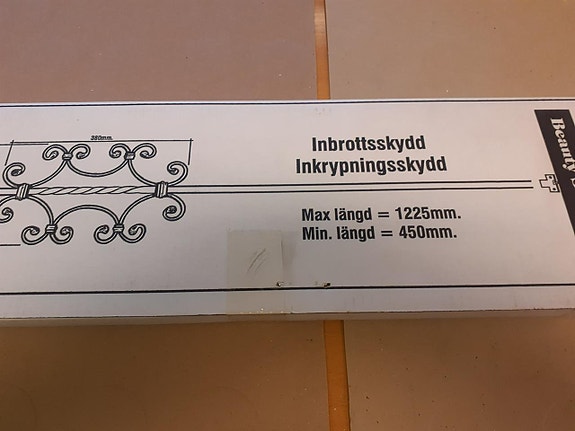 380mm.
Inbrottsskydd
Inkrypningsskydd
Max längd = 1225mm.
Min. längd = 450mm.
Beauty